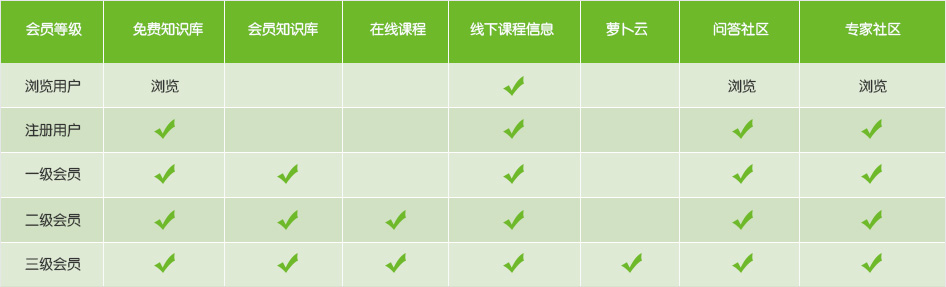 会员等级 免费知识库 会员知识库 在线课程 线下课程信息 萝卜云 问答社区 专家社区
浏览用户 浏览 浏览 浏览
注册用户
一级会员
二级会员
三级会员